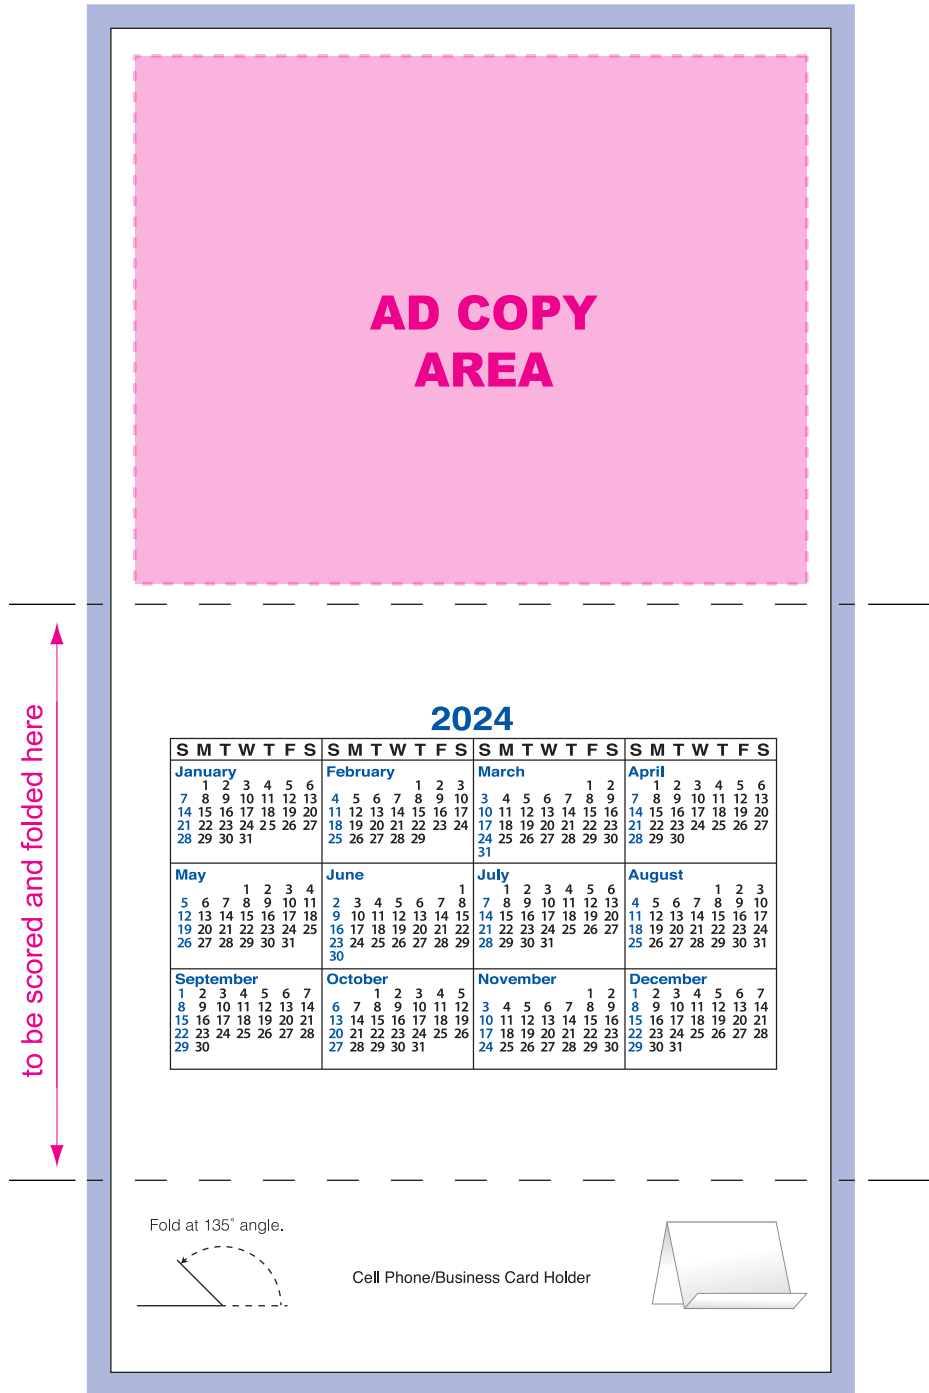 AD COPY
AREA
to be scored and folded here
2024
S M T W T F S S M T W T F S S M T W T F S S M T W T F S
January
1 2 3 4 5 6
7 8 9 10 11 12 13
14 15 16 17 18 19 20
21 22 23 24 25 26 27
28 29 30 31
February
1 2 3
4 5 6 7 8 9 10
11 12 13 14 15 16 17
18 19 20 21 22 23 24
25 26 27 28 29
March
1 2
3 4 5 6 7 8 9
10 11 12 13 14 15 16
17 18 19 20 21 22 23
24 25 26 27 28 29 30
31
April
1 2 3 4 5 6
7 8 9 10 11 12 13
14 15 16 17 18 19 20
21 22 23 24 25 26 27
28 29 30
May
1 2 3 4
5 6 7 8 9 10 11
12 13 14 15 16 17 18
19 20 21 22 23 24 25
26 27 28 29 30 31
June
1
2 3 4 5 6 7 8
9 10 11 12 13 14 15
16 17 18 19 20 21 22
23 24 25 26 27 28 29
30
July
1 2 3 4 5 6
7 8 9 10 11 12 13
14 15 16 17 18 19 20
21 22 23 24 25 26 27
28 29 30 31
August
1 2 3
4 5 6 7 8 9 10
11 12 13 14 15 16 17
18 19 20 21 22 23 24
25 26 27 28 29 30 31
September
1 2 3 4 5 6 7
8 9 10 11 12 13 14
15 16 17 18 19 20 21
22 23 24 25 26 27 28
29 30
October
1 2 3 4 5
6 7 8 9 10 11 12
13 14 15 16 17 18 19
20 21 22 23 24 25 26
27 28 29 30 31
November
1 2
3 4 5 6 7 8 9
10 11 12 13 14 15 16
17 18 19 20 21 22 23
24 25 26 27 28 29 30
December
1 2 3 4 5 6 7
8 9 10 11 12 13 14
15 16 17 18 19 20 21
22 23 24 25 26 27 28
29 30 31
Fold at 135° angle.
Cell Phone/Business Card Holder